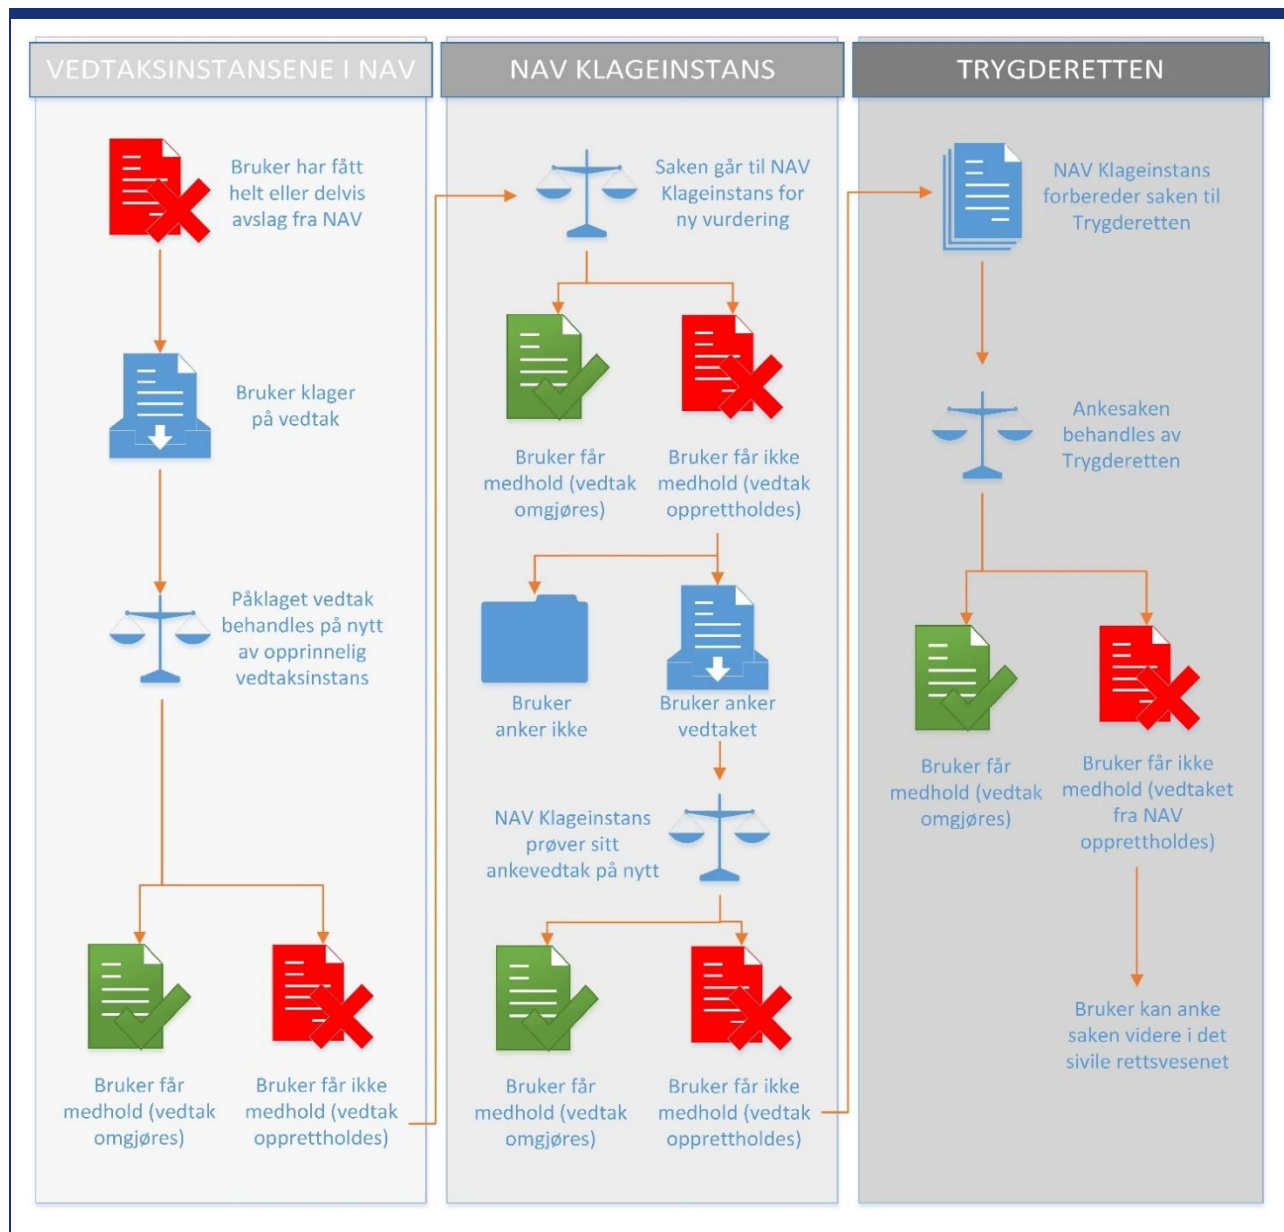 VEDTAKSINSTANSENE I NAV
Bruker har fått
helt eller delvis
avslag fra NAV
Bruker klager
på vedtak
Påklaget vedtak
behandles på nytt
av opprinnelig
vedtaksinstans
Bruker får
medhold (vedtak
omgjøres)
Bruker får ikke
medhold (vedtak
opprettholdes)
NAV KLAGEINSTANS
Saken går til NAV
Klageinstans for
ny vurdering
Bruker får
medhold (vedtak
omgjøres)
Bruker får ikke
medhold (vedtak
opprettholdes)
Bruker
anker ikke
Bruker anker
vedtaket
NAV Klageinstans
prøver sitt
ankevedtak på nytt
Bruker får
medhold (vedtak
omgjøres)
Bruker får ikke
medhold (vedtak
opprettholdes)
TRYGDERETTEN
NAV Klageinstans
forbereder saken til
Trygderetten
Ankesaken
behandles av
Trygderetten
Bruker får
medhold (vedtak
omgjøres)
Bruker får ikke
medhold (vedtaket
fra NAV
opprettholdes)
Bruker kan anke
saken videre i det
sivile rettsvesenet